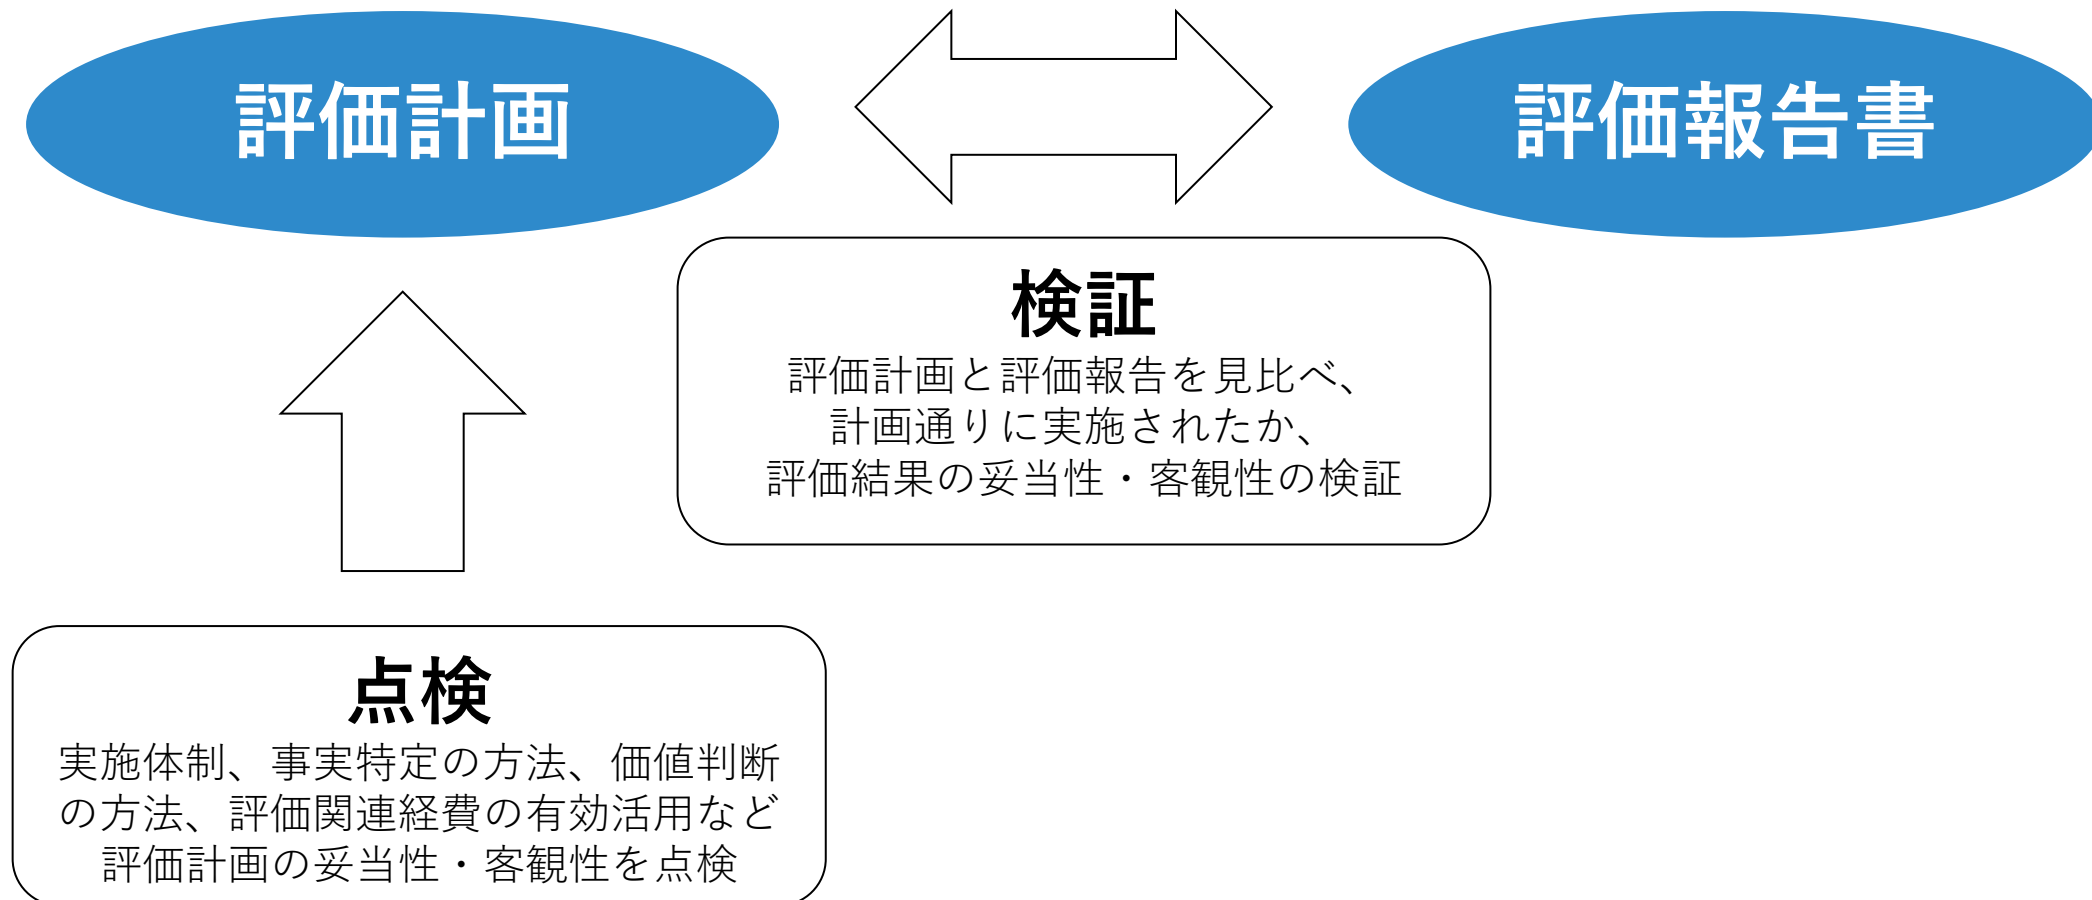 評価計画
評価報告書
検証
評価計画と評価報告を見比べ、
計画通りに実施されたか、
評価結果の妥当性・客観性の検証
点検
実施体制、事実特定の方法、価値判断
の方法、評価関連経費の有効活用など
評価計画の妥当性・客観性を点検